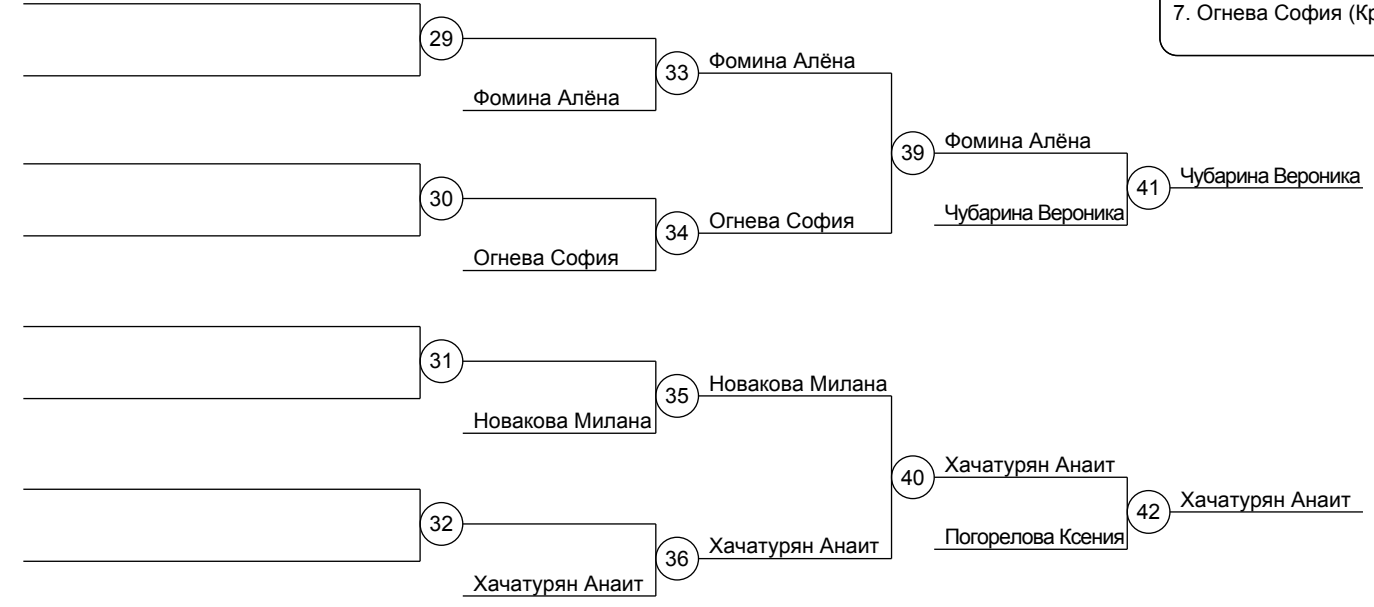 7. Огнева София (Кр
29
33
Фомина Алёна
Фомина Алёна
39
Фомина Алёна
41
Чубарина Вероника
30
Чубарина Вероника
34
Огнева София
Огнева София
31
35
Новакова Милана
Новакова Милана
40
Хачатурян Анаит
42
Хачатурян Анаит
32
Погорелова Ксения
36
Хачатурян Анаит
Хачатурян Анаит